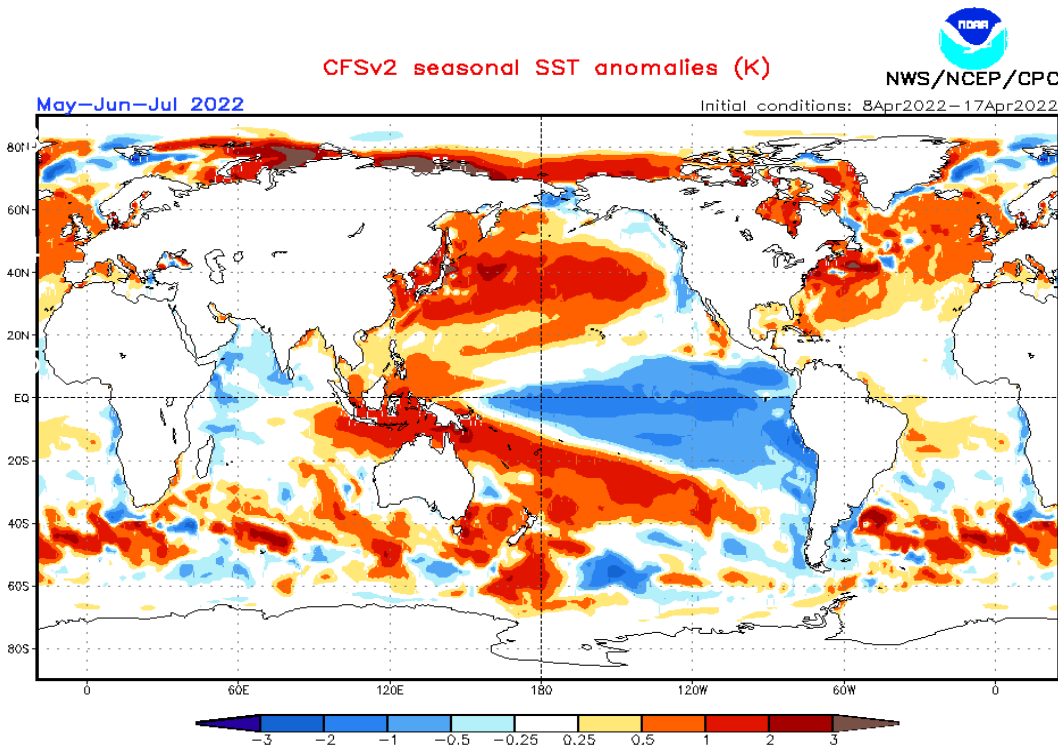 NOAA
CFSv2 seasonal SST anomalies (K)
NWS/NCEP/CPC
May-Jun-Jul 2022
Initial conditions: 8Apr2022-17Apr2022
80N
60N
40N
20N
EQ
20S
40S
60S
80S
0 60E 120E 180 120W 60W 0
-3 -2 -1 -0.5 -0.25 0.25 0.5 1 2 3